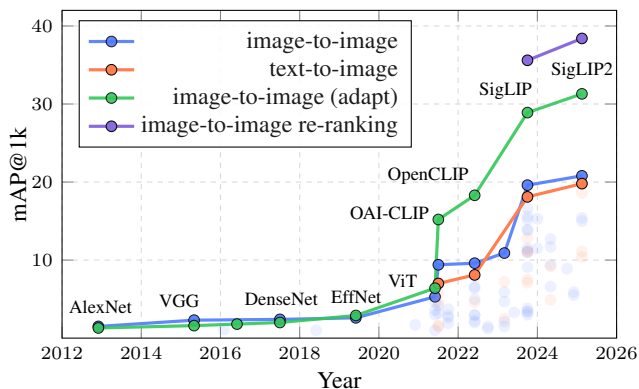 image-to-image
text-to-image
image-to-image (adapt)
image-to-image re-ranking
mAP@1k
40
30
20
10
SigLIP
SigLIP2
OpenCLIP
OAI-CLIP
ViT
AlexNet
VGG
DenseNet
EffNet
2012 2014 2016 2018 2020 2022 2024 2026
Year